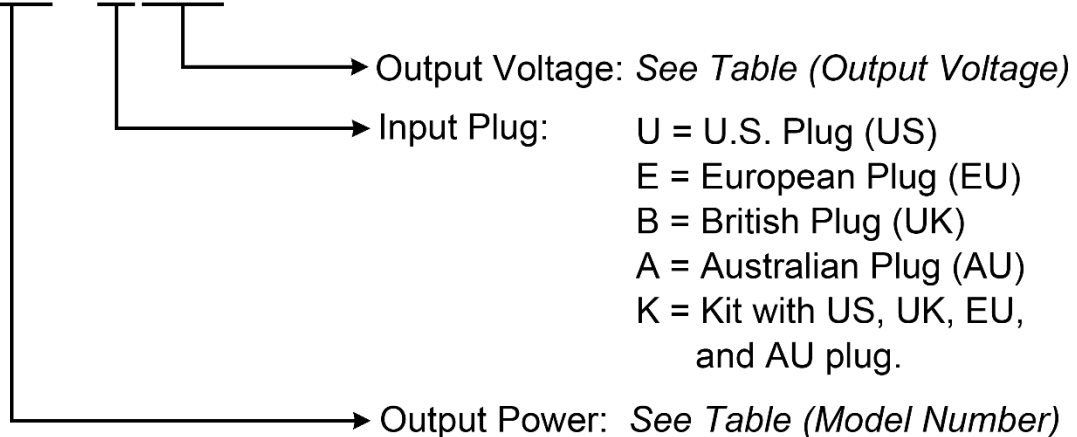 Output Voltage: See Table (Output Voltage)
Input Plug: U = U.S. Plug (US)
E = European Plug (EU)
B = British Plug (UK)
A = Australian Plug (AU)
K = Kit with US, UK, EU,
and AU plug.
Output Power: See Table (Model Number)